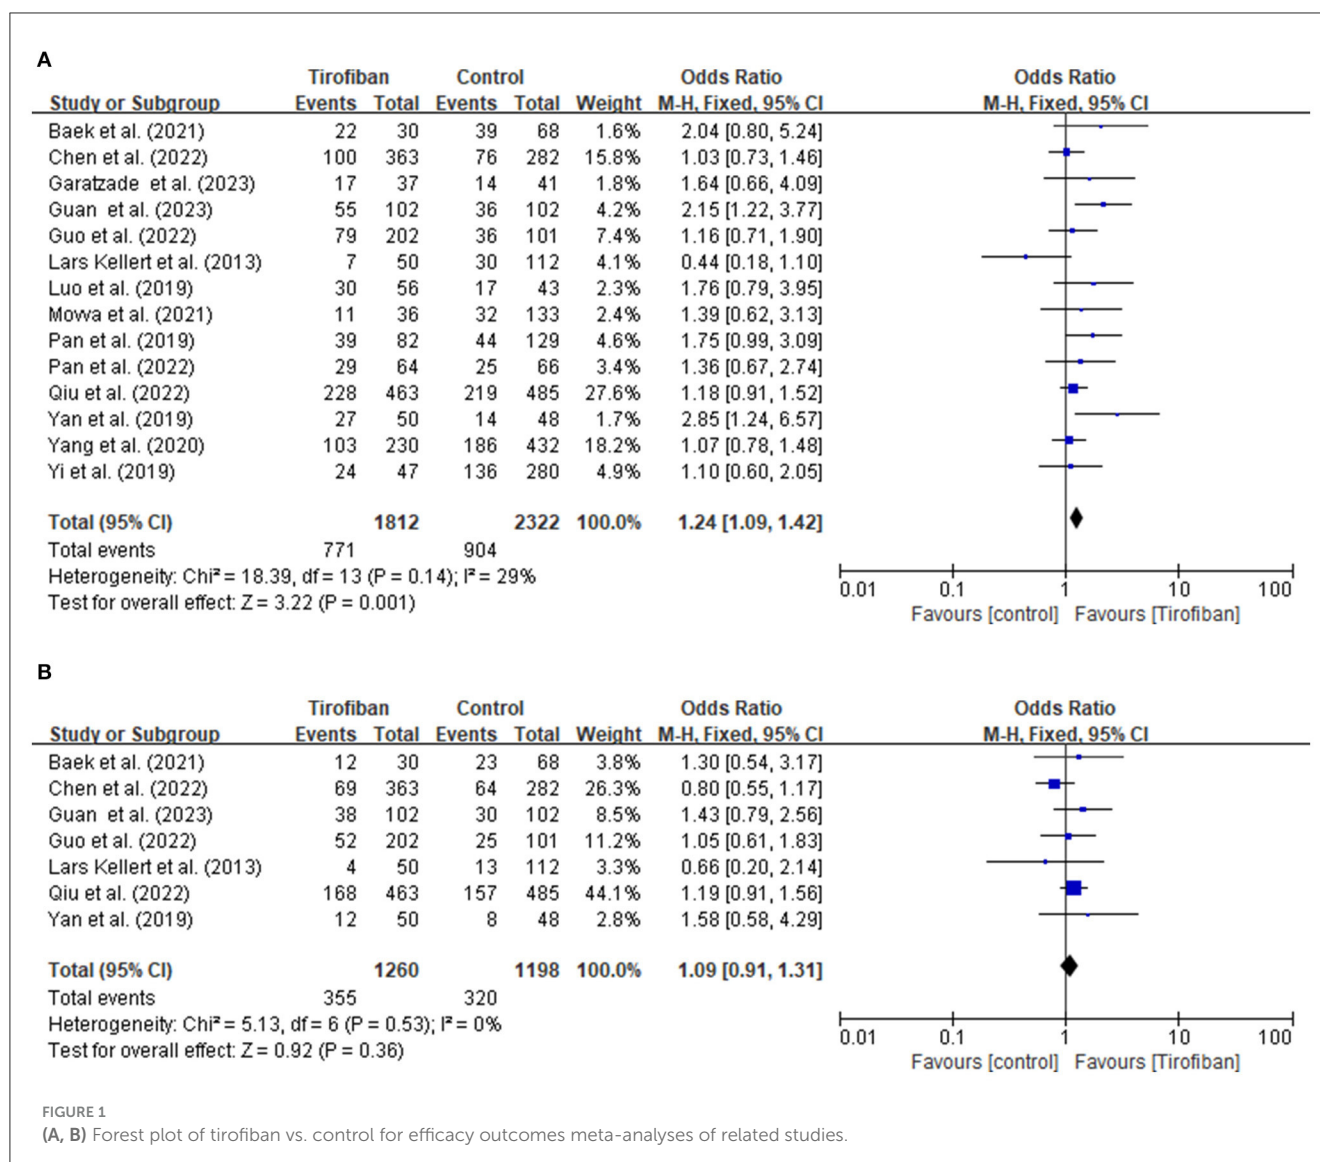 A
Tirofiban Control Odds Ratio Odds Ratio
Study or Subgroup Events Total Events Total Weight M-H, Fixed, 95% CI M-H, Fixed, 95% CI
Baek et al. (2021) 22 30 39 68 1.6% 2.04 [0.80, 5.24]
Chen et al. (2022) 100 363 76 282 15.8% 1.03 [0.73, 1.46]
Garatzade et al. (2023) 17 37 14 41 1.8% 1.64 [0.66, 4.09]
Guan et al. (2023) 55 102 36 102 4.2% 2.15 [1.22, 3.77]
Guo et al. (2022) 79 202 36 101 7.4% 1.16 [0.71, 1.90]
Lars Kellert et al. (2013) 7 50 30 112 4.1% 0.44 [0.18, 1.10]
Luo et al. (2019) 30 56 17 43 2.3% 1.76 [0.79, 3.95]
Mowa et al. (2021) 11 36 32 133 2.4% 1.39 [0.62, 3.13]
Pan et al. (2019) 39 82 44 129 4.6% 1.75 [0.99, 3.09]
Pan et al. (2022) 29 64 25 66 3.4% 1.36 [0.67, 2.74]
Qiu et al. (2022) 228 463 219 485 27.6% 1.18 [0.91, 1.52]
Yan et al. (2019) 27 50 14 48 1.7% 2.85 [1.24, 6.57]
Yang et al. (2020) 103 230 186 432 18.2% 1.07 [0.78, 1.48]
Yi et al. (2019) 24 47 136 280 4.9% 1.10 [0.60, 2.05]
Total (95% CI) 1812 2322 100.0% 1.24 [1.09, 1.42]
Total events 771 904
Heterogeneity: Chi² = 18.39, df = 13 (P = 0.14); I² = 29%
Test for overall effect: Z = 3.22 (P = 0.001)
0.01 0.1 1 10 100
Favours [control] Favours [Tirofiban]
B
Tirofiban Control Odds Ratio Odds Ratio
Study or Subgroup Events Total Events Total Weight M-H, Fixed, 95% CI M-H, Fixed, 95% CI
Baek et al. (2021) 12 30 23 68 3.8% 1.30 [0.54, 3.17]
Chen et al. (2022) 69 363 64 282 26.3% 0.80 [0.55, 1.17]
Guan et al. (2023) 38 102 30 102 8.5% 1.43 [0.79, 2.56]
Guo et al. (2022) 52 202 25 101 11.2% 1.05 [0.61, 1.83]
Lars Kellert et al. (2013) 4 50 13 112 3.3% 0.66 [0.20, 2.14]
Qiu et al. (2022) 168 463 157 485 44.1% 1.19 [0.91, 1.56]
Yan et al. (2019) 12 50 8 48 2.8% 1.58 [0.58, 4.29]
Total (95% CI) 1260 1198 100.0% 1.09 [0.91, 1.31]
Total events 355 320
Heterogeneity: Chi² = 5.13, df = 6 (P = 0.53); I² = 0%
Test for overall effect: Z = 0.92 (P = 0.36)
0.01 0.1 1 10 100
Favours [control] Favours [Tirofiban]
FIGURE 1
(A, B) Forest plot of tirofiban vs. control for efficacy outcomes meta-analyses of related studies.